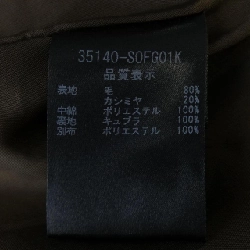 35140-SOFG01K
品質表示
表地 毛 80%
カシミヤ 20%
中綿 ポリエステル 100%
裏地 キュプラ 100%
別布 ポリエステル 100%